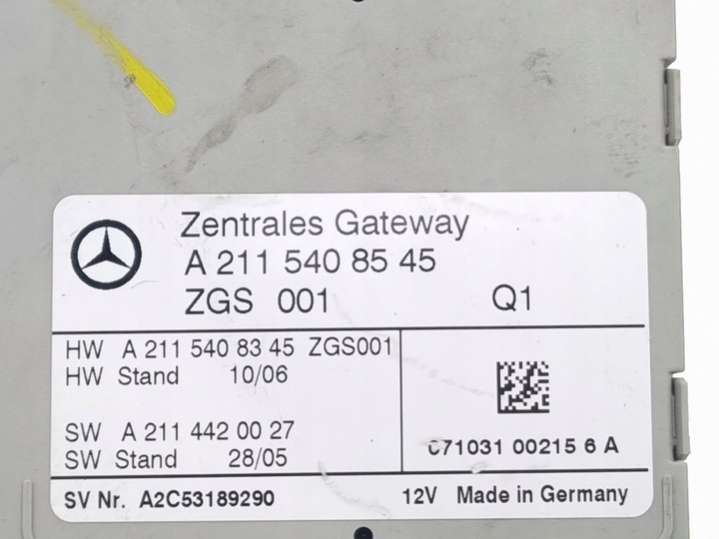 Zentrales Gateway
A 211 540 85 45
ZGS 001 Q1
HW A 211 540 83 45 ZGS001
HW Stand 10/06
SW A 211 442 00 27
SW Stand 28/05
071031 00215 6 A
SV Nr. A2C53189290 12V Made in Germany